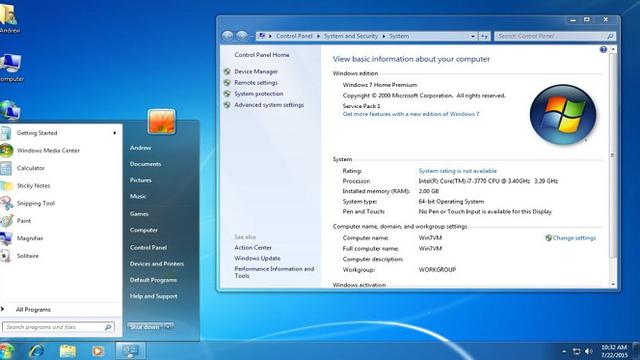 Andrew
Computer
Getting Started
Windows Media Center
Calculator
Sticky Notes
Snipping Tool
Paint
Magnifier
Solitaire
All Programs
Search programs and files
Andrew
Documents
Pictures
Music
Games
Computer
Control Panel
Devices and Printers
Default Programs
Help and Support
Shut down
Control Panel
System and Security
System
Search Control Panel
Control Panel Home
Device Manager
Remote settings
System protection
Advanced system settings
See also
Action Center
Windows Update
Performance Information and
Tools
View basic information about your computer
Windows edition
Windows 7 Home Premium
Copyright © 2009 Microsoft Corporation. All rights reserved.
Service Pack 1
Get more features with a new edition of Windows 7
System
Rating: System rating is not available
Processor: Intel(R) Core(TM) i7-3770 CPU @ 3.40GHz 3.39 GHz
Installed memory (RAM): 2.00 GB
System type: 64-bit Operating System
Pen and Touch: No Pen or Touch Input is available for this Display
Computer name, domain, and workgroup settings
Computer name: Win7VM Change settings
Full computer name: Win7VM
Computer description:
Workgroup: WORKGROUP
Windows activation
10:32 AM
7/22/2015